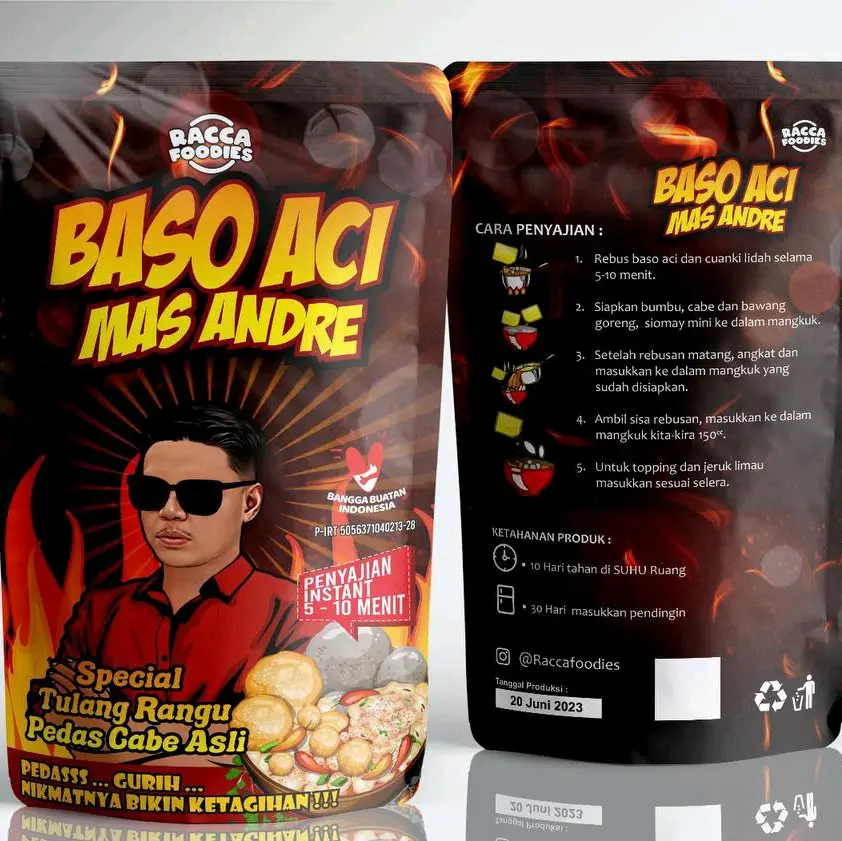 RACCA
FOODIES
BASO ACI
MAS ANDRE
BANGGA BUATAN
INDONESIA
P-IRT 5056371040213-28
PENYAJIAN
INSTANT
5 - 10 MENIT
Special
Tulang Rangu
Pedas Cabe Asli
PEDASSS ... GURIH ...
NIKMATNYA BIKIN KETAGIHAN !!!
RACCA
FOODIES
BASO ACI
MAS ANDRE
CARA PENYAJIAN :
1. Rebus baso aci dan cuanki lidah selama
5-10 menit.
2. Siapkan bumbu, cabe dan bawang
goreng, siomay mini ke dalam mangkuk.
3. Setelah rebusan matang, angkat dan
masukkan ke dalam mangkuk yang
sudah disiapkan.
4. Ambil sisa rebusan, masukkan ke dalam
mangkuk kita-kira 150cc.
5. Untuk topping dan jeruk limau
masukkan sesuai selera.
KETAHANAN PRODUK :
• 10 Hari tahan di SUHU Ruang
• 30 Hari masukkan pendingin
@Raccafoodies
Tanggal Produksi :
20 Juni 2023